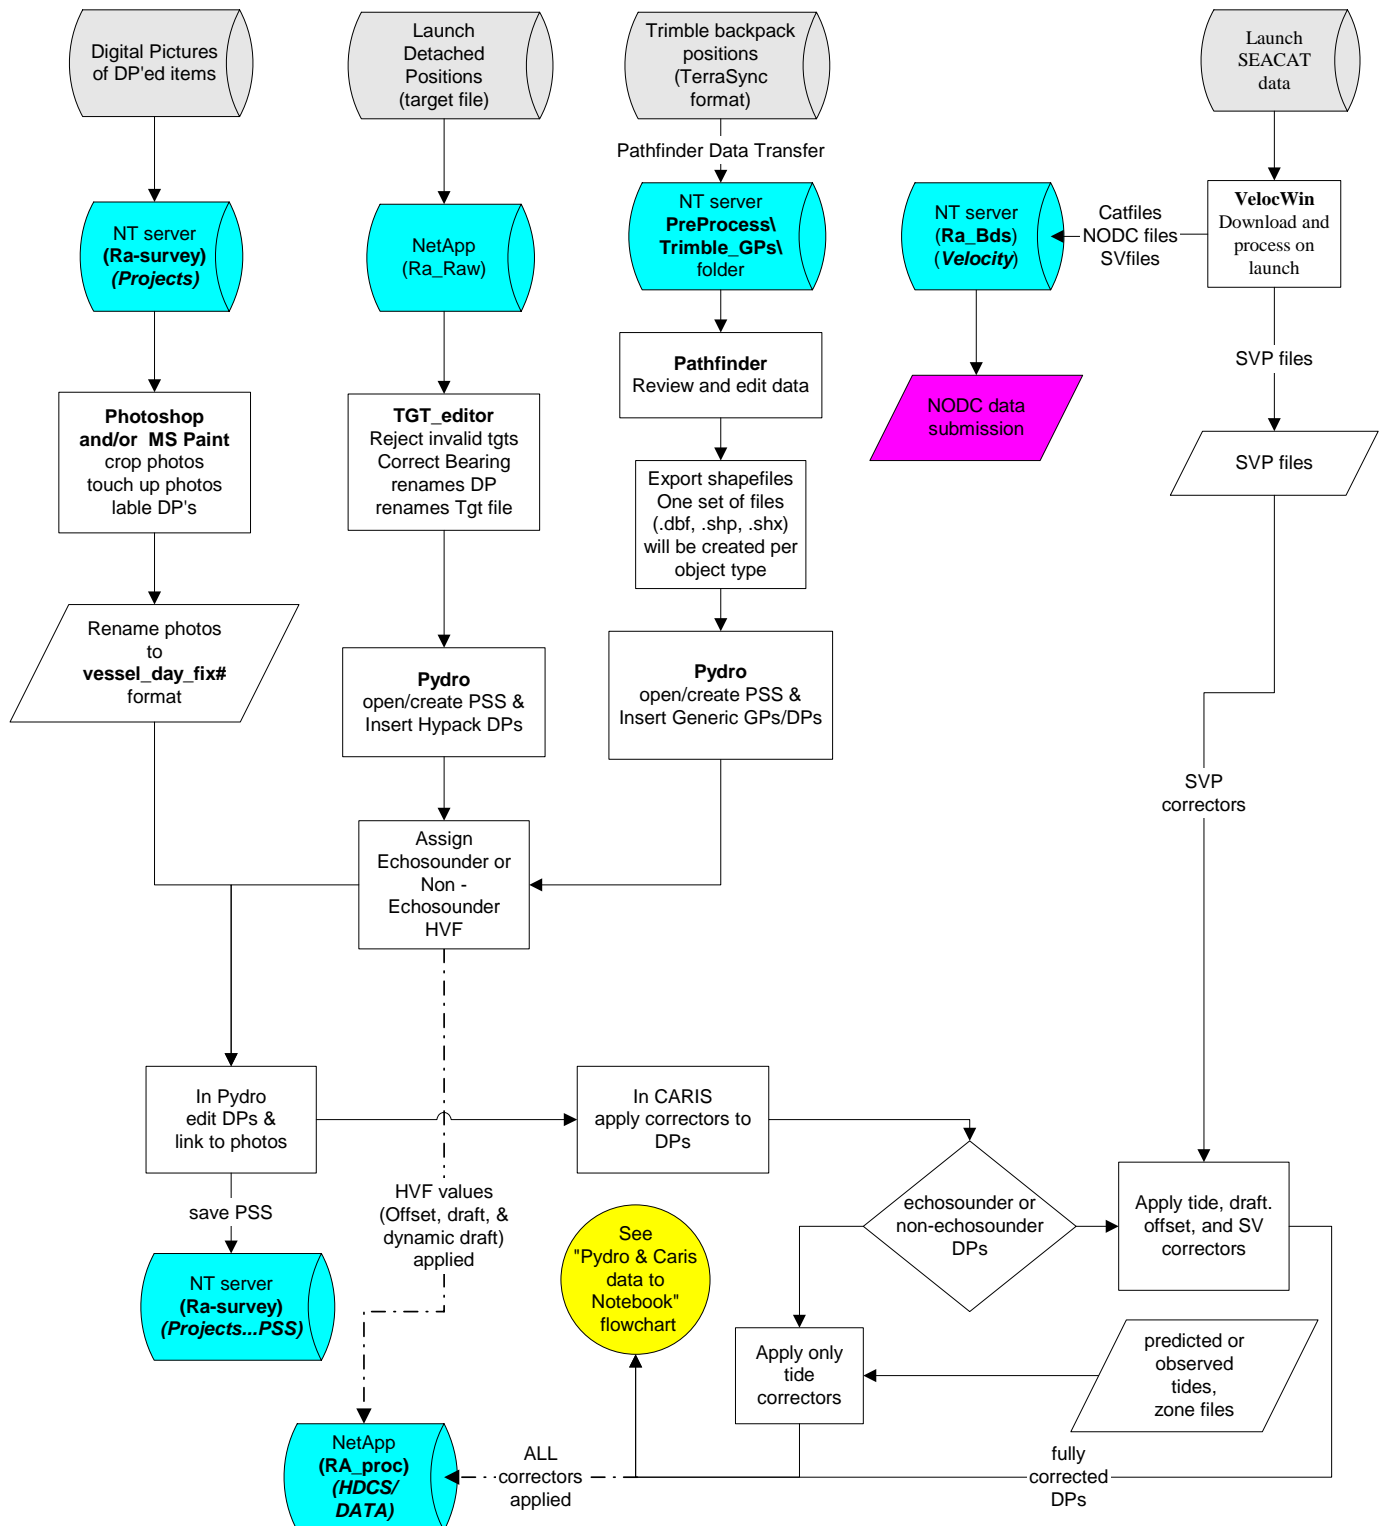 Digital Pictures
of DP'ed items
Launch
Detached
Positions
(target file)
Trimble backpack
positions
(TerraSync
format)
Launch
SEACAT
data
Pathfinder Data Transfer
NT server
(Ra-survey)
(Projects)
NetApp
(Ra_Raw)
NT server
PreProcess\
Trimble_GPs\
folder
NT server
(Ra_Bds)
(Velocity)
Catfiles
NODC files
SVfiles
VelocWin
Download and
process on
launch
Pathfinder
Review and edit data
SVP files
NODC data
submission
Photoshop
and/or MS Paint
crop photos
touch up photos
lable DP's
TGT_editor
Reject invalid tgts
Correct Bearing
renames DP
renames Tgt file
SVP files
Export shapefiles
One set of files
(.dbf, .shp, .shx)
will be created per
object type
Rename photos
to
vessel_day_fix#
format
Pydro
open/create PSS &
Insert Hypack DPs
Pydro
open/create PSS &
Insert Generic GPs/DPs
SVP
correctors
Assign
Echosounder or
Non -
Echosounder
HVF
In Pydro
edit DPs &
link to photos
In CARIS
apply correctors to
DPs
save PSS
HVF values
(Offset, draft, &
dynamic draft)
applied
echosounder or
non-echosounder
DPs
Apply tide, draft.
offset, and SV
correctors
See
"Pydro & Caris
data to
Notebook"
flowchart
NT server
(Ra-survey)
(Projects...PSS)
Apply only
tide
correctors
predicted or
observed
tides,
zone files
NetApp
(RA_proc)
(HDCS/
DATA)
ALL
correctors
applied
fully
corrected
DPs